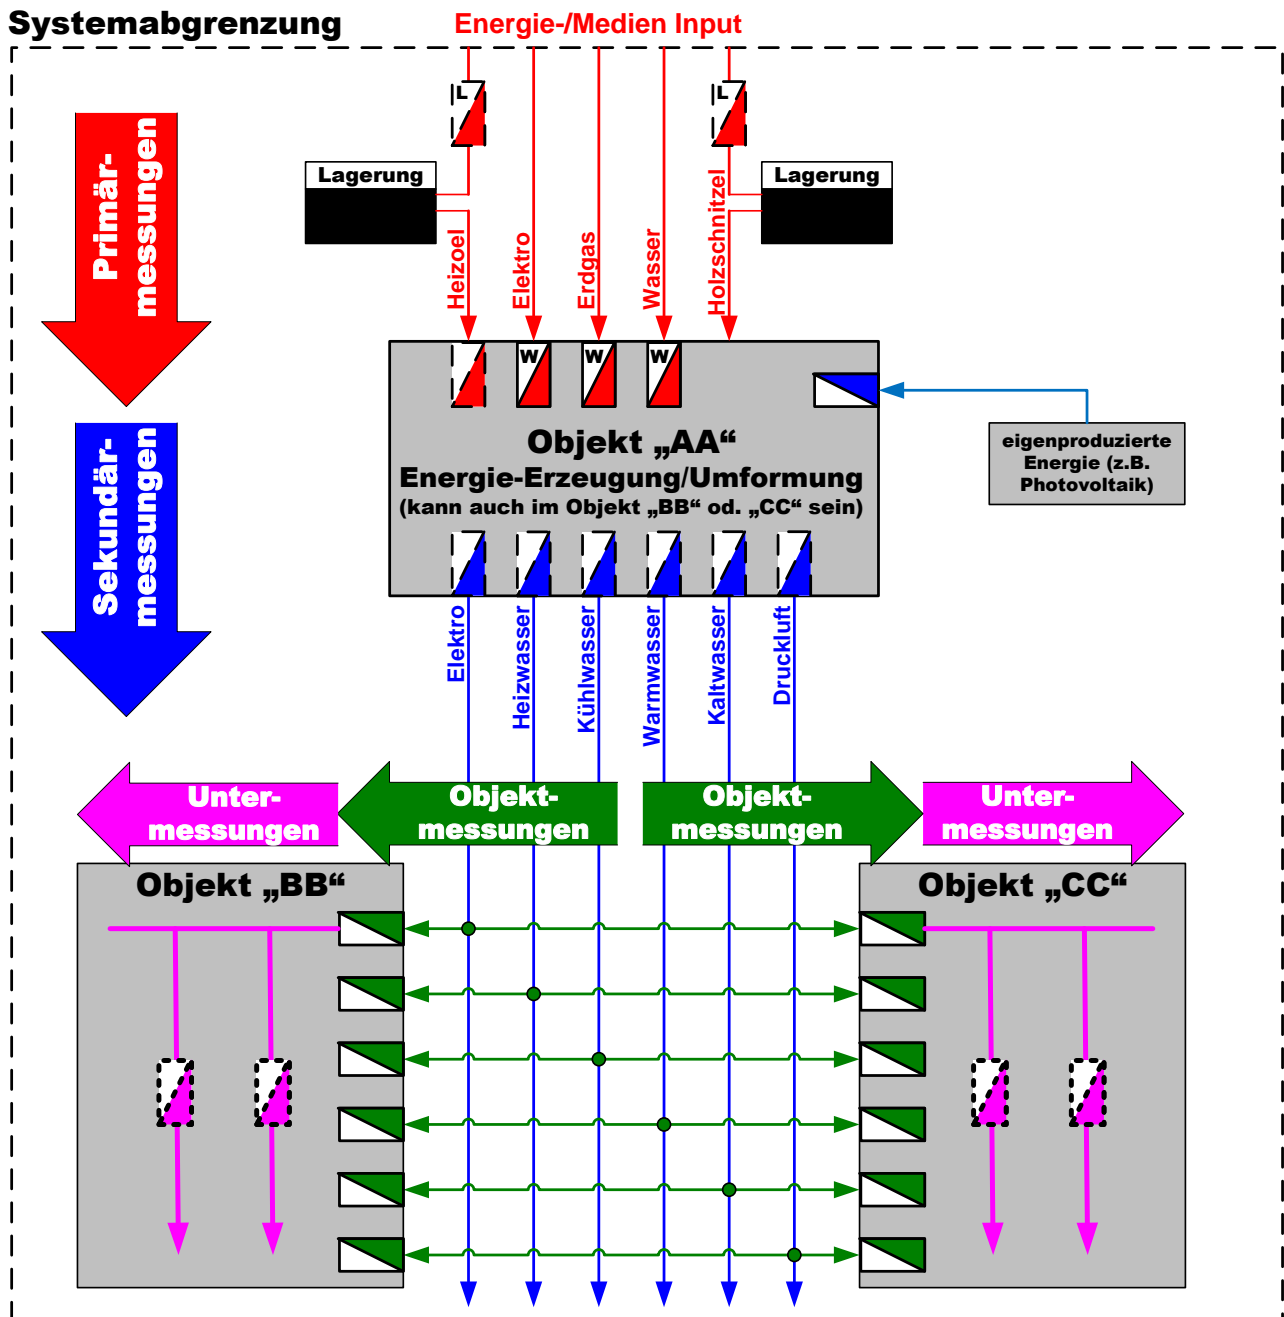 Systemabgrenzung
Energie-/Medien Input
L
L
Primär-
messungen
Lagerung
Lagerung
Heizoel
Elektro
Erdgas
Wasser
Holzschnitzel
W
W
W
Objekt „AA“
Energie-Erzeugung/Umformung
(kann auch im Objekt „BB“ od. „CC“ sein)
eigenproduzierte
Energie (z.B.
Photovoltaik)
Sekundär-
messungen
Elektro
Heizwasser
Kühlwasser
Warmwasser
Kaltwasser
Druckluft
Unter-
messungen
Objekt-
messungen
Objekt-
messungen
Unter-
messungen
Objekt „BB“
Objekt „CC“